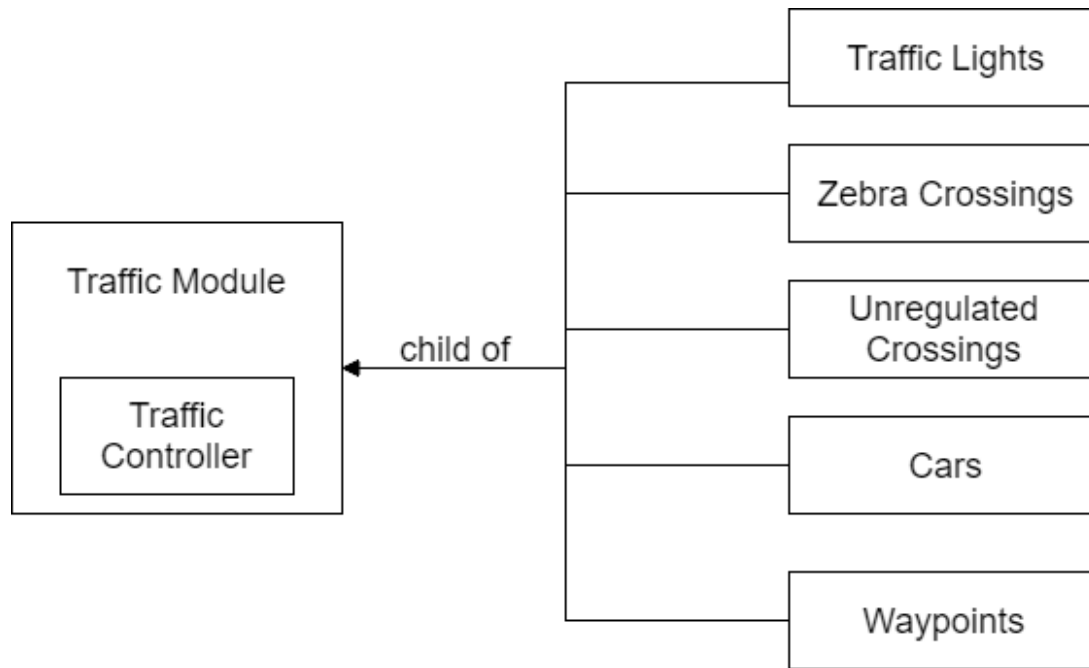 Traffic Module
Traffic
Controller
child of
Traffic Lights
Zebra Crossings
Unregulated
Crossings
Cars
Waypoints